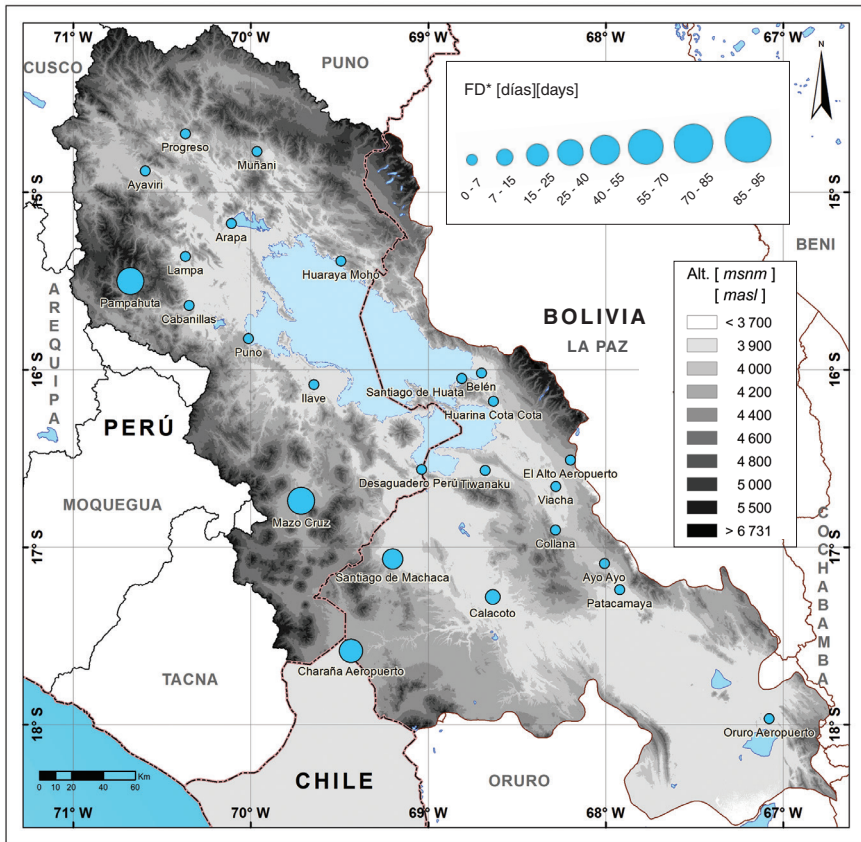 71° W
70° W
69° W
68° W
67° W
N
CUSCO
PUNO
FD* [días][days]
0 - 7
7 - 15
15 - 25
25 - 40
40 - 55
55 - 70
70 - 85
85 - 95
Progreso
Muñani
Ayaviri
15° S
15° S
Arapa
BENI
Lampa
Huaraya Moho
Alt. [ msnm ]
[ masl ]
< 3 700
3 900
4 000
4 200
4 400
4 600
4 800
5 000
5 500
> 6 731
Pampahuta
Cabanillas
AREQUIPA
BOLIVIA
LA PAZ
Puno
16° S
16° S
Ilave
Santiago de Huata
Belén
Huarina Cota Cota
PERÚ
Desaguadero Perú
Tiwanaku
El Alto Aeropuerto
Viacha
MOQUEGUA
Mazo Cruz
Collana
17° S
17° S
COCHABAMBA
Santiago de Machaca
Ayo Ayo
Patacamaya
Calacoto
Charaña Aeropuerto
TACNA
18° S
18° S
Oruro Aeropuerto
CHILE
ORURO
0 10 20 40 60
Km
71° W
70° W
69° W
68° W
67° W